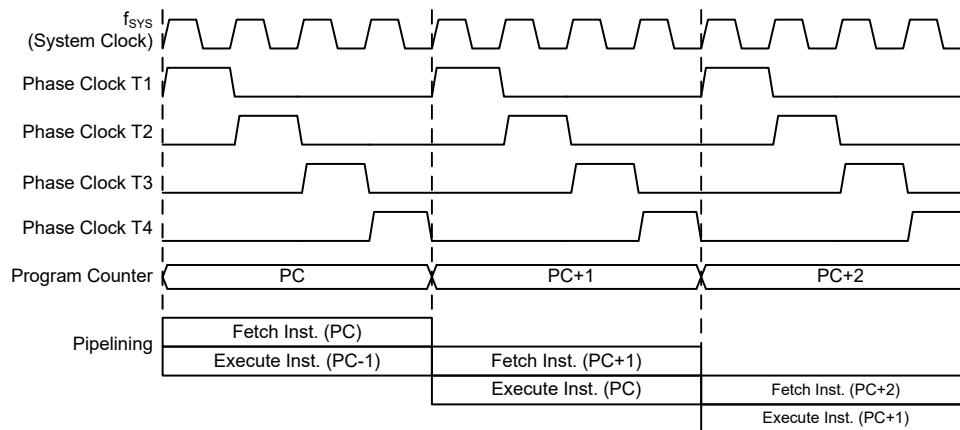 fSYS
(System Clock)
Phase Clock T1
Phase Clock T2
Phase Clock T3
Phase Clock T4
Program Counter PC PC+1 PC+2
Pipelining
Fetch Inst. (PC)
Execute Inst. (PC-1) Fetch Inst. (PC+1)
Execute Inst. (PC) Fetch Inst. (PC+2)
Execute Inst. (PC+1)